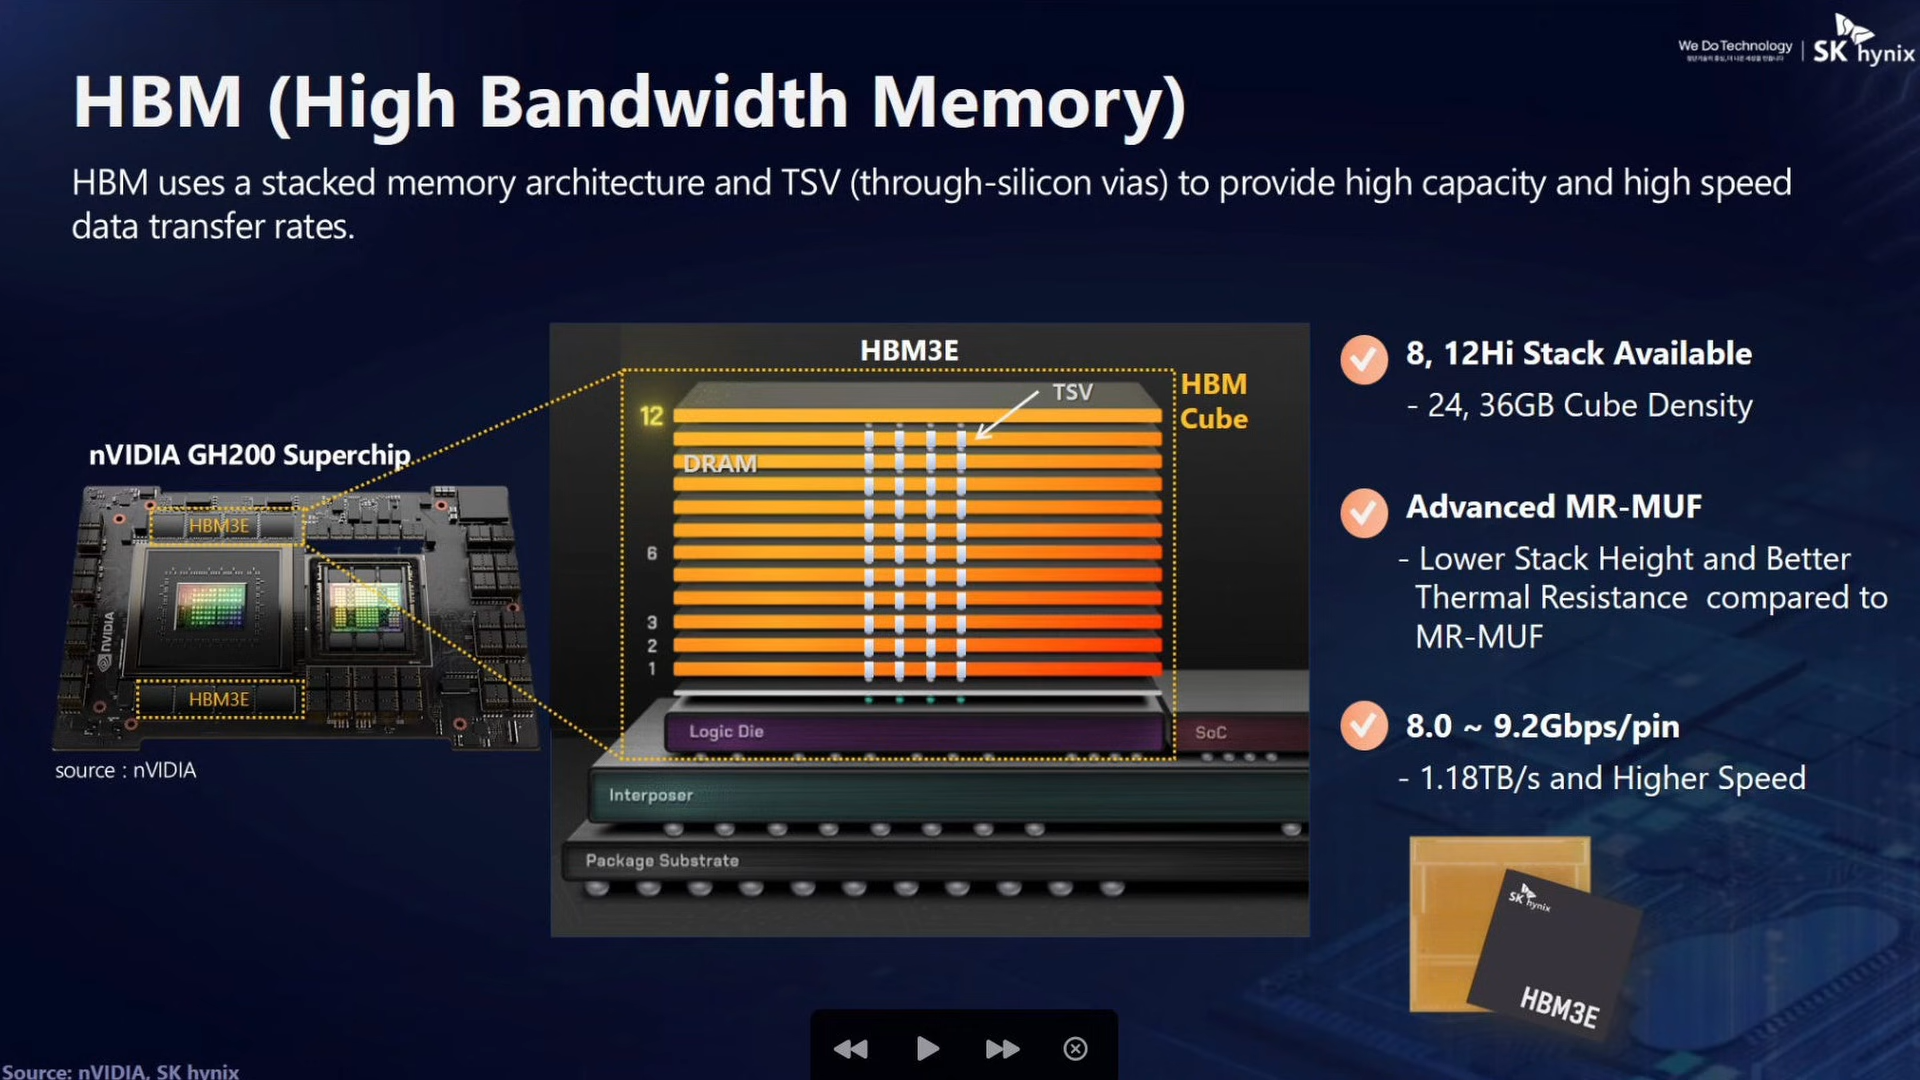 We Do Technology
SK hynix
HBM (High Bandwidth Memory)
HBM uses a stacked memory architecture and TSV (through-silicon vias) to provide high capacity and high speed
data transfer rates.
nVIDIA GH200 Superchip
HBM3E
nVIDIA
HBM3E
source : nVIDIA
HBM3E
HBM
Cube
TSV
12
DRAM
6
3
2
1
Logic Die
SoC
Interposer
Package Substrate
8, 12Hi Stack Available
- 24, 36GB Cube Density
Advanced MR-MUF
- Lower Stack Height and Better
Thermal Resistance compared to
MR-MUF
8.0 ~ 9.2Gbps/pin
- 1.18TB/s and Higher Speed
SK hynix
HBM3E
Source: nVIDIA, SK hynix